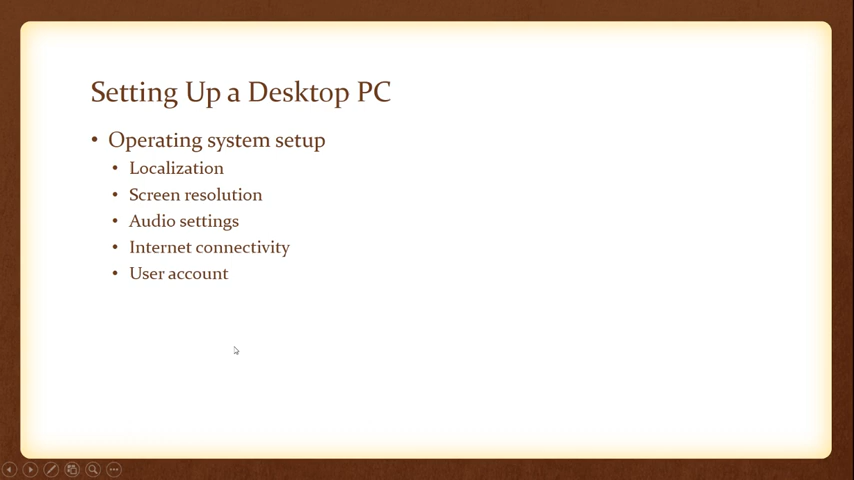 Setting Up a Desktop PC
• Operating system setup
• Localization
• Screen resolution
• Audio settings
• Internet connectivity
• User account